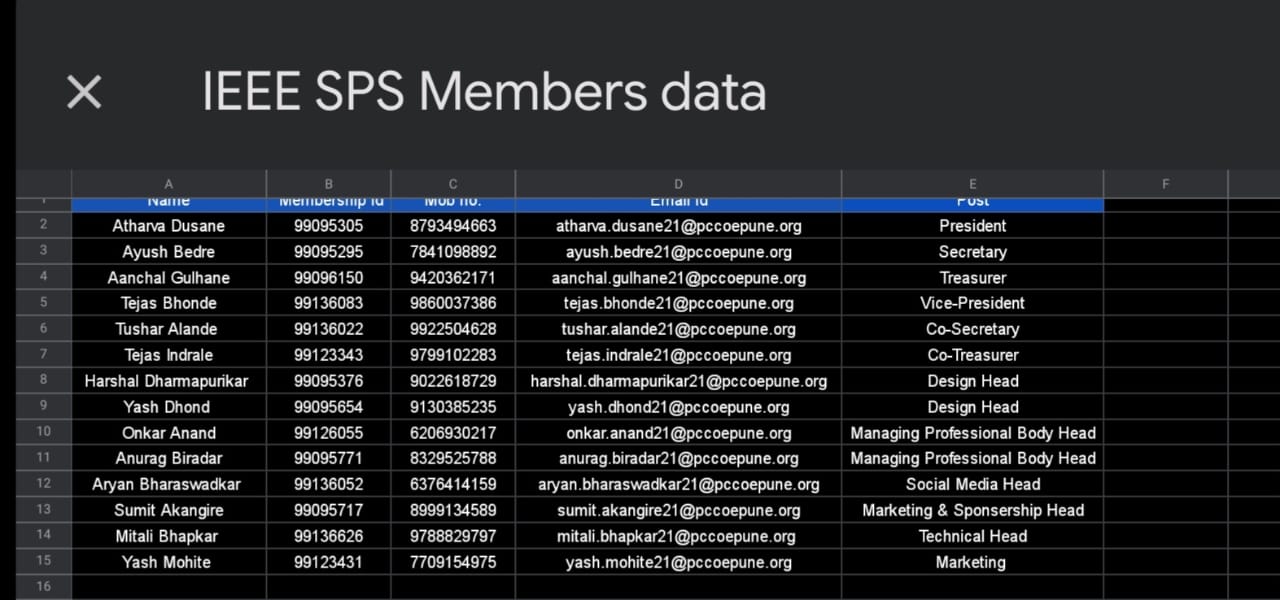 IEEE SPS Members data
A B C D E F
1 Name Membership Id Mob no. Email Id Post
2 Atharva Dusane 99095305 8793494663 atharva.dusane21@pccoepune.org President
3 Ayush Bedre 99095295 7841098892 ayush.bedre21@pccoepune.org Secretary
4 Aanchal Gulhane 99096150 9420362171 aanchal.gulhane21@pccoepune.org Treasurer
5 Tejas Bhonde 99136083 9860037386 tejas.bhonde21@pccoepune.org Vice-President
6 Tushar Alande 99136022 9922504628 tushar.alande21@pccoepune.org Co-Secretary
7 Tejas Indrale 99123343 9799102283 tejas.indrale21@pccoepune.org Co-Treasurer
8 Harshal Dharmapurikar 99095376 9022618729 harshal.dharmapurikar21@pccoepune.org Design Head
9 Yash Dhond 99095654 9130385235 yash.dhond21@pccoepune.org Design Head
10 Onkar Anand 99126055 6206930217 onkar.anand21@pccoepune.org Managing Professional Body Head
11 Anurag Biradar 99095771 8329525788 anurag.biradar21@pccoepune.org Managing Professional Body Head
12 Aryan Bharaswadkar 99136052 6376414159 aryan.bharaswadkar21@pccoepune.org Social Media Head
13 Sumit Akangire 99095717 8999134589 sumit.akangire21@pccoepune.org Marketing & Sponsership Head
14 Mitali Bhapkar 99136626 9788829797 mitali.bhapkar21@pccoepune.org Technical Head
15 Yash Mohite 99123431 7709154975 yash.mohite21@pccoepune.org Marketing
16